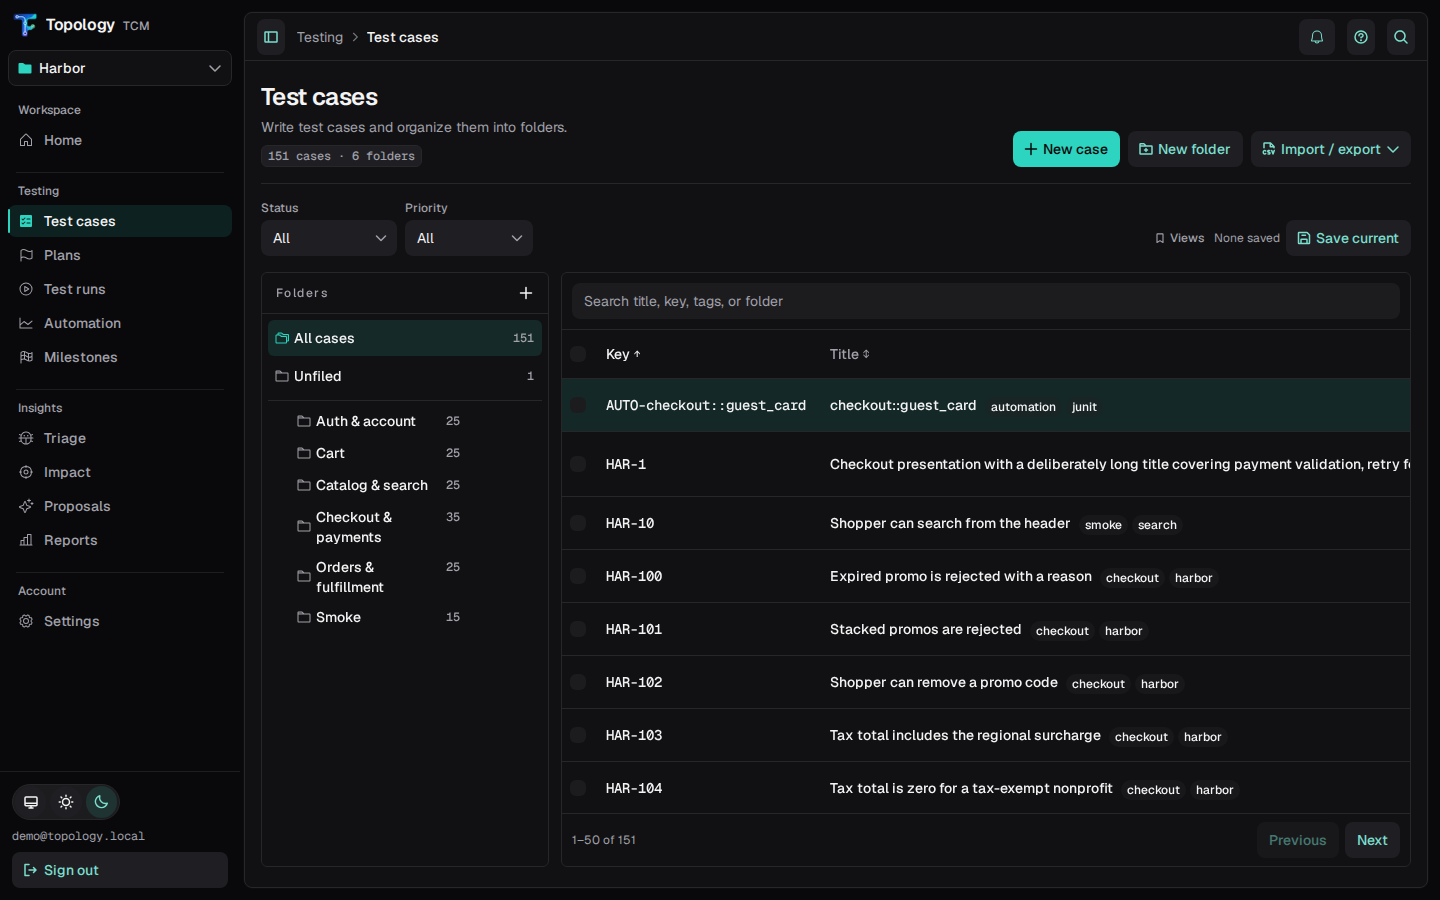 Topology TCM
Harbor
Workspace
Home
Testing
Test cases
Plans
Test runs
Automation
Milestones
Insights
Triage
Impact
Proposals
Reports
Account
Settings
demo@topology.local
Sign out
Testing > Test cases
Test cases
Write test cases and organize them into folders.
151 cases · 6 folders
New case
New folder
Import / export
Status
All
Priority
All
Views None saved
Save current
Folders
All cases 151
Unfiled 1
Auth & account 25
Cart 25
Catalog & search 25
Checkout & 35
payments
Orders & 25
fulfillment
Smoke 15
Search title, key, tags, or folder
Key ↑ Title
AUTO-checkout::guest_card checkout::guest_card automation junit
HAR-1 Checkout presentation with a deliberately long title covering payment validation, retry
HAR-10 Shopper can search from the header smoke search
HAR-100 Expired promo is rejected with a reason checkout harbor
HAR-101 Stacked promos are rejected checkout harbor
HAR-102 Shopper can remove a promo code checkout harbor
HAR-103 Tax total includes the regional surcharge checkout harbor
HAR-104 Tax total is zero for a tax-exempt nonprofit checkout harbor
1–50 of 151
Previous
Next